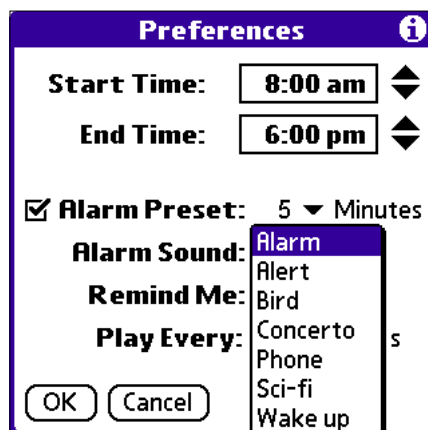 Preferences i
Start Time: 8:00 am
End Time: 6:00 pm
Alarm Preset: 5 Minutes
Alarm Sound: Alarm
Alert
Remind Me: Bird
Play Every: Concerto s
Phone
Sci-fi
OK Cancel
Wake up